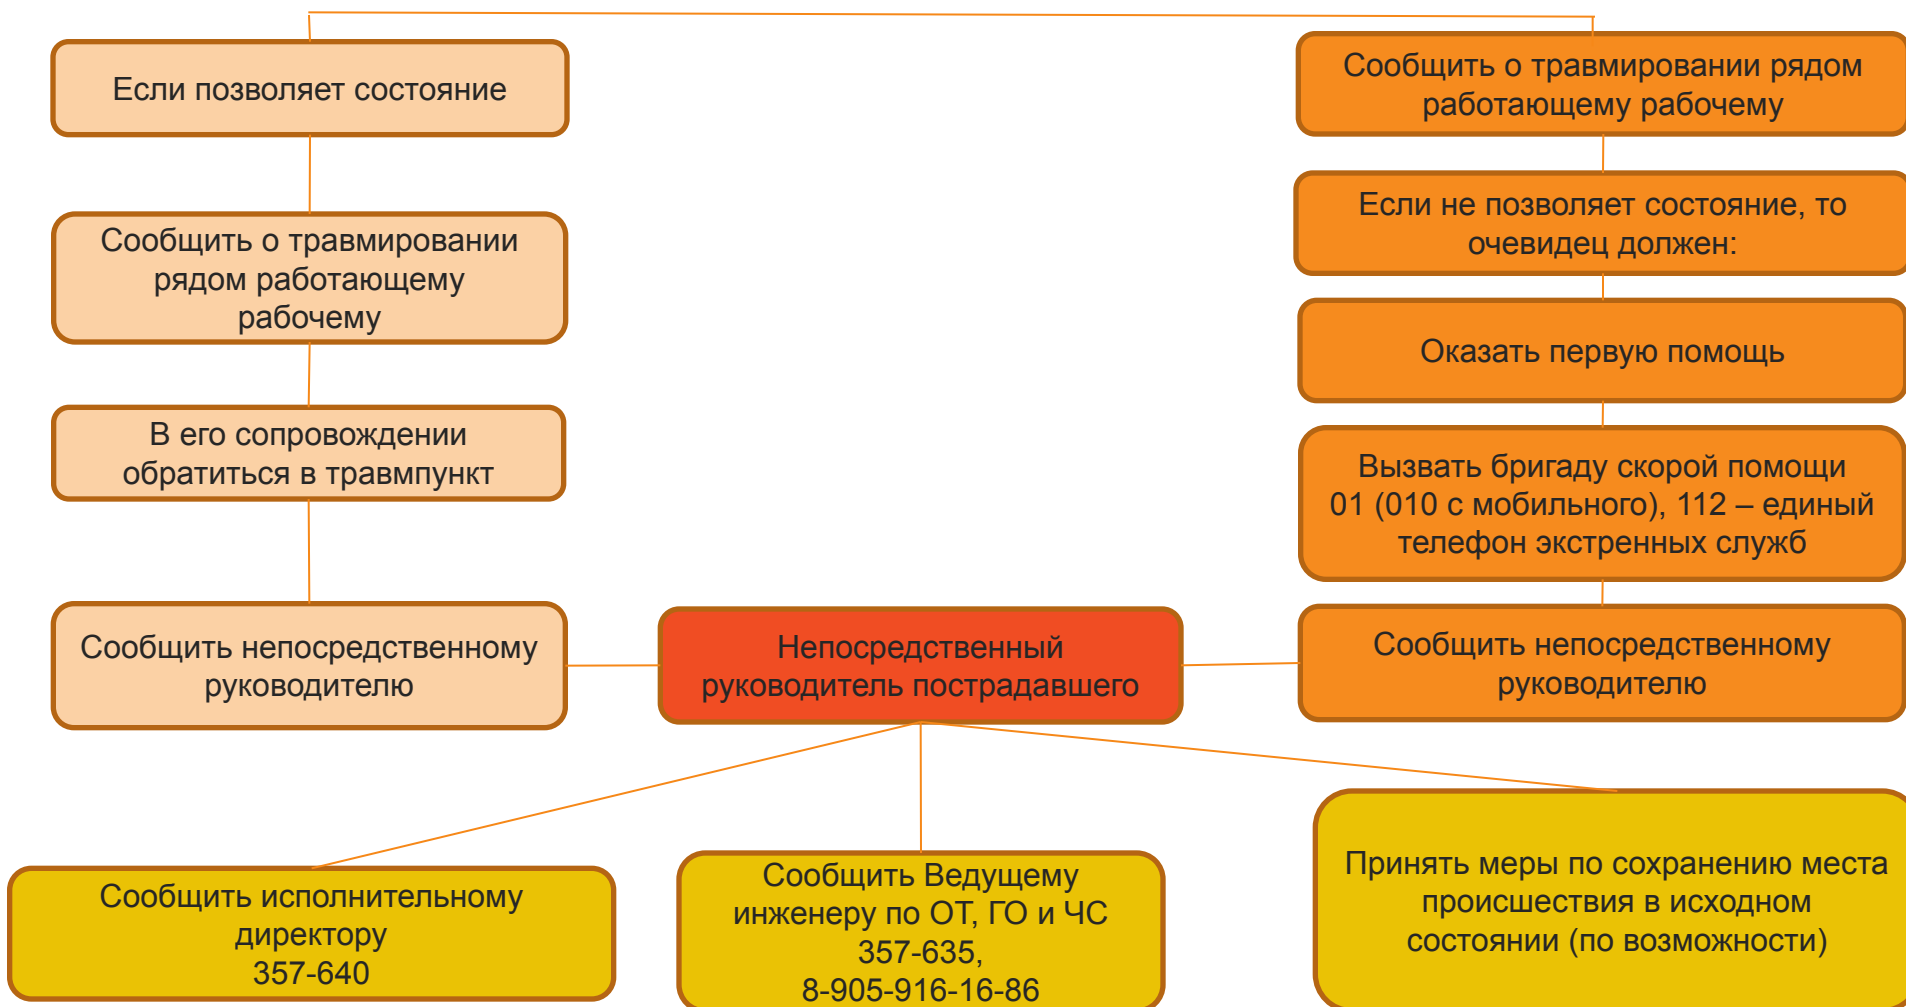 Если позволяет состояние
Сообщить о травмировании
рядом работающему
рабочему
В его сопровождении
обратиться в травмпункт
Сообщить непосредственному
руководителю
Непосредственный
руководитель пострадавшего
Сообщить о травмировании рядом
работающему рабочему
Если не позволяет состояние, то
очевидец должен:
Оказать первую помощь
Вызвать бригаду скорой помощи
01 (010 с мобильного), 112 – единый
телефон экстренных служб
Сообщить непосредственному
руководителю
Сообщить исполнительному
директору
357-640
Сообщить Ведущему
инженеру по ОТ, ГО и ЧС
357-635,
8-905-916-16-86
Принять меры по сохранению места
происшествия в исходном
состоянии (по возможности)